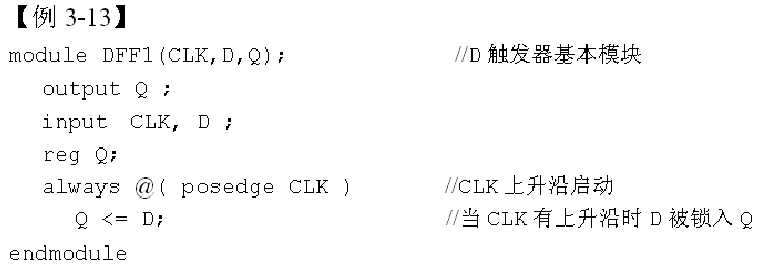 【例 3-13】
module DFF1(CLK,D,Q); //D 触发器基本模块
output Q ;
input CLK, D ;
reg Q;
always @( posedge CLK ) //CLK 上升沿启动
Q <= D; //当 CLK 有上升沿时 D 被锁入 Q
endmodule